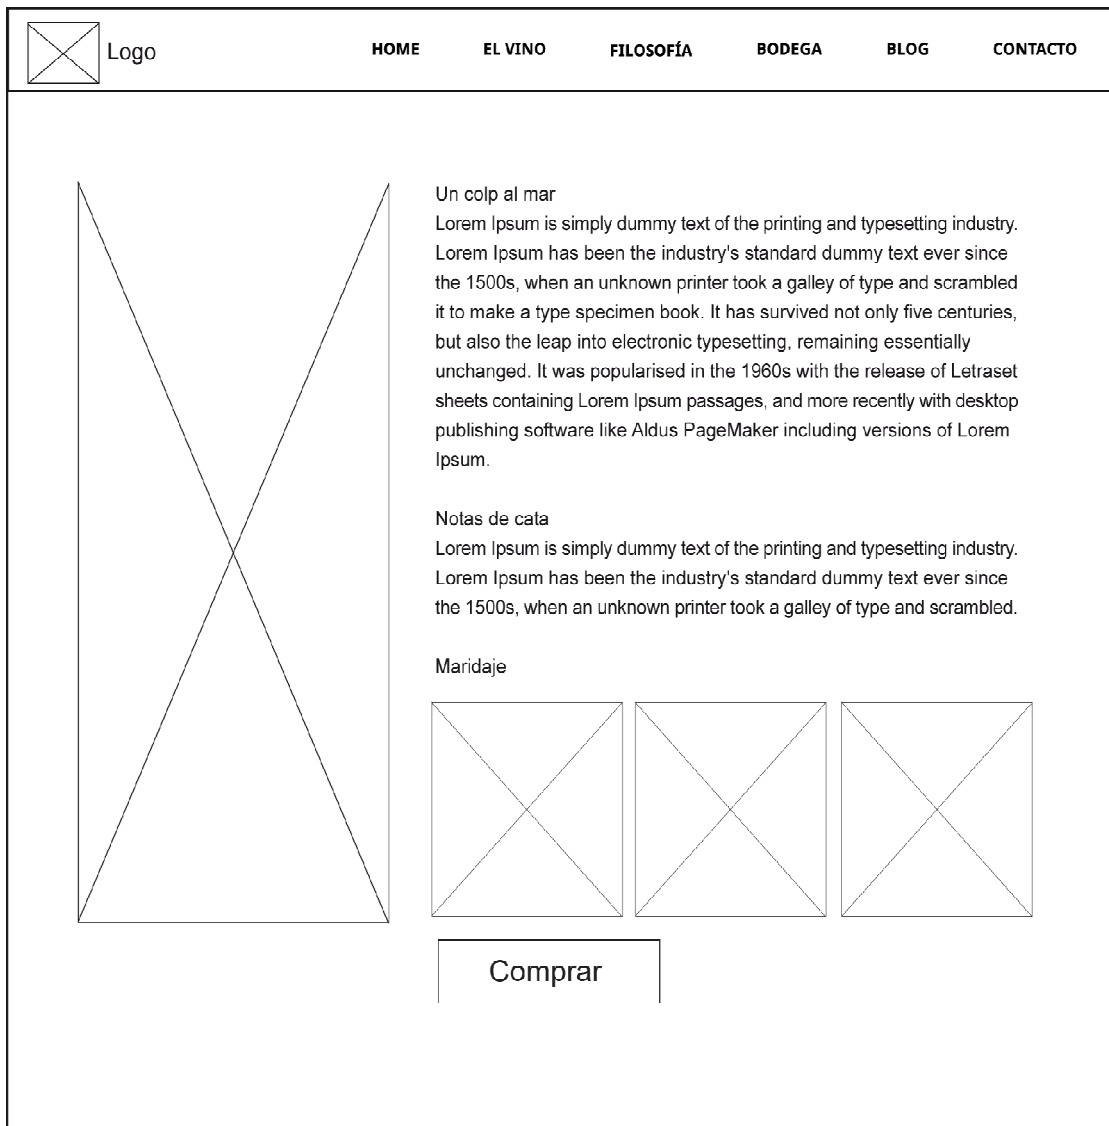 Logo
HOME EL VINO FILOSOFÍA BODEGA BLOG CONTACTO
Un colp al mar
Lorem Ipsum is simply dummy text of the printing and typesetting industry.
Lorem Ipsum has been the industry's standard dummy text ever since
the 1500s, when an unknown printer took a galley of type and scrambled
it to make a type specimen book. It has survived not only five centuries,
but also the leap into electronic typesetting, remaining essentially
unchanged. It was popularised in the 1960s with the release of Letraset
sheets containing Lorem Ipsum passages, and more recently with desktop
publishing software like Aldus PageMaker including versions of Lorem
Ipsum.
Notas de cata
Lorem Ipsum is simply dummy text of the printing and typesetting industry.
Lorem Ipsum has been the industry's standard dummy text ever since
the 1500s, when an unknown printer took a galley of type and scrambled.
Maridaje
Comprar